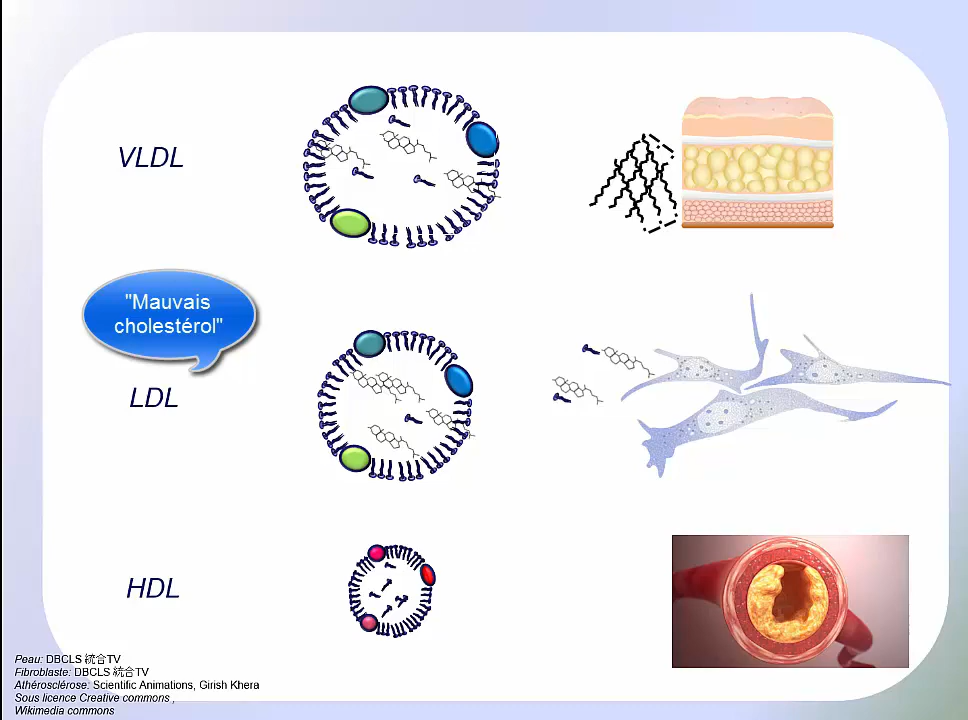 VLDL
"Mauvais
cholestérol"
LDL
HDL
Peau: DBCLS 統合TV
Fibroblaste: DBCLS 統合TV
Athérosclérose: Scientific Animations, Girish Khera
Sous licence Creative commons ,
Wikimedia commons